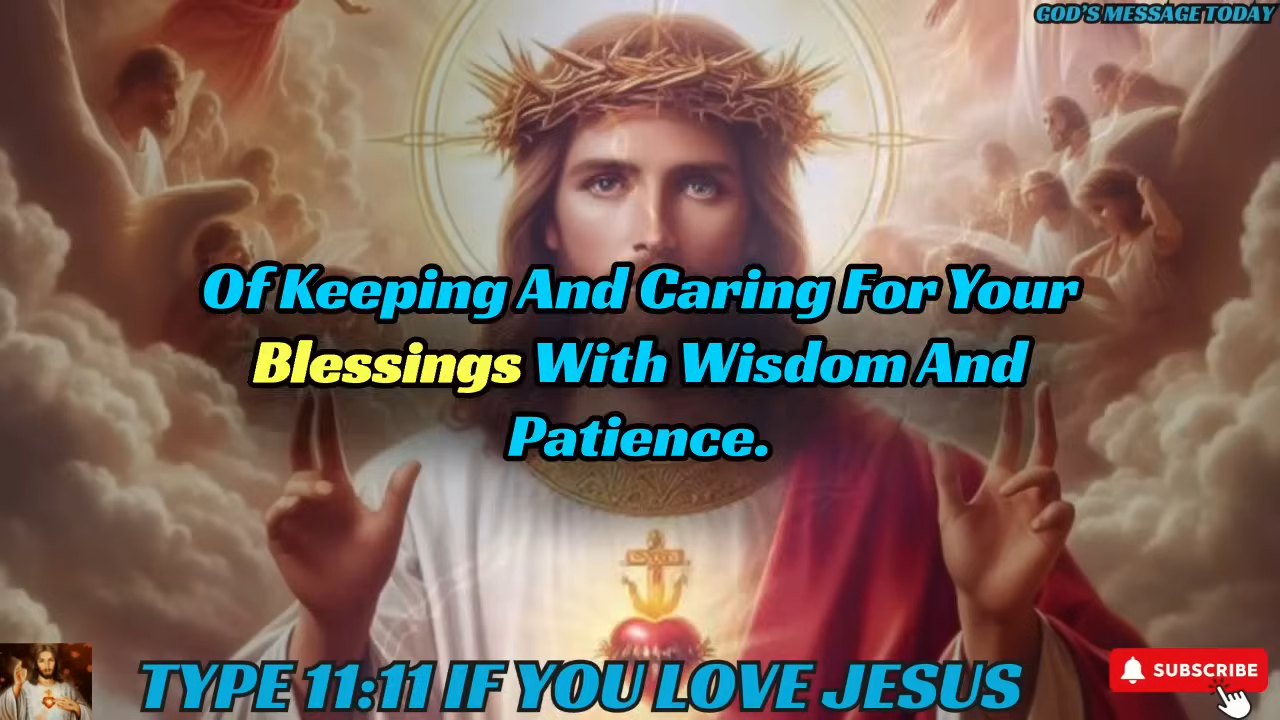 GOD'S MESSAGE TODAY
Of Keeping And Caring For Your
Blessings With Wisdom And
Patience.
TYPE 11:11 IF YOU LOVE JESUS
SUBSCRIBE